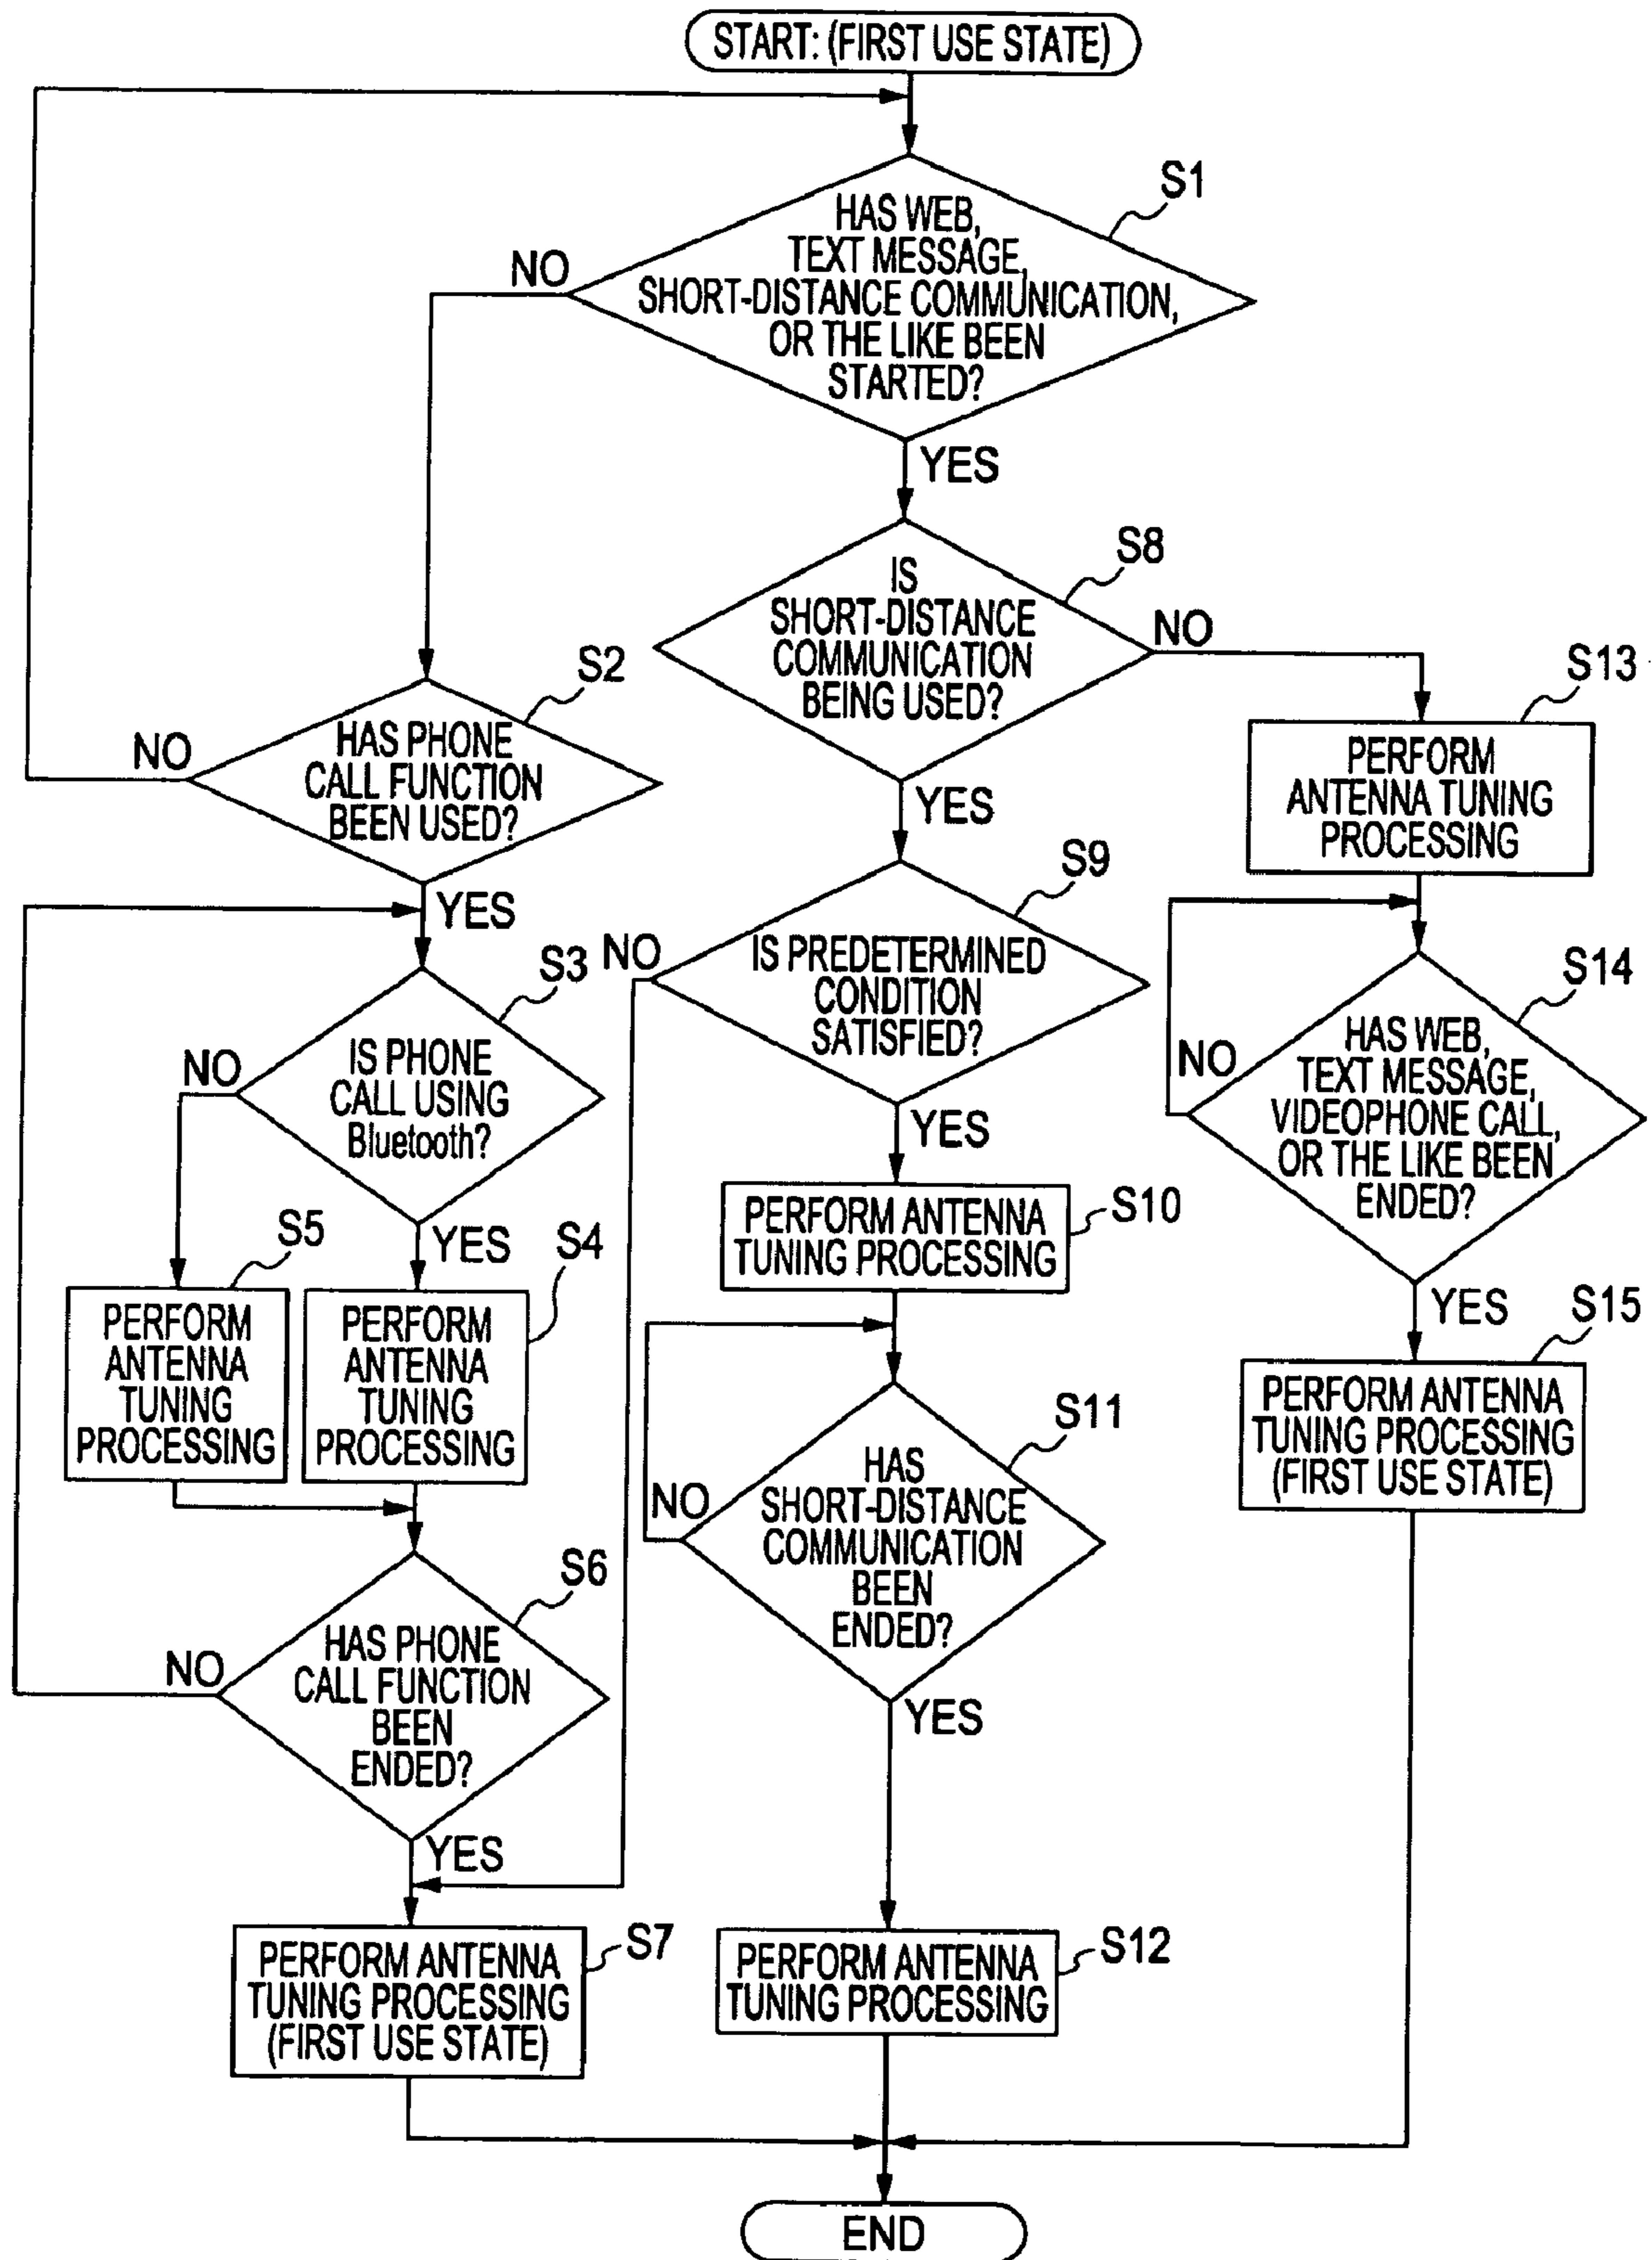 START: (FIRST USE STATE)
S1
HAS WEB,
TEXT MESSAGE,
SHORT-DISTANCE COMMUNICATION,
OR THE LIKE BEEN
STARTED?
NO
YES
S8
IS
SHORT-DISTANCE
COMMUNICATION
BEING USED?
NO
YES
S2
HAS PHONE
CALL FUNCTION
BEEN USED?
NO
YES
S13
PERFORM
ANTENNA TUNING
PROCESSING
S9
IS PREDETERMINED
CONDITION
SATISFIED?
NO
YES
S3
IS PHONE
CALL USING
Bluetooth?
NO
YES
S14
HAS WEB,
TEXT MESSAGE,
VIDEOPHONE CALL,
OR THE LIKE BEEN
ENDED?
NO
YES
S10
PERFORM ANTENNA
TUNING PROCESSING
S5
PERFORM
ANTENNA
TUNING
PROCESSING
S4
PERFORM
ANTENNA
TUNING
PROCESSING
S15
PERFORM ANTENNA
TUNING PROCESSING
(FIRST USE STATE)
S11
HAS
SHORT-DISTANCE
COMMUNICATION
BEEN
ENDED?
NO
YES
S6
HAS PHONE
CALL FUNCTION
BEEN
ENDED?
NO
YES
S7
PERFORM ANTENNA
TUNING PROCESSING
(FIRST USE STATE)
S12
PERFORM ANTENNA
TUNING PROCESSING
END